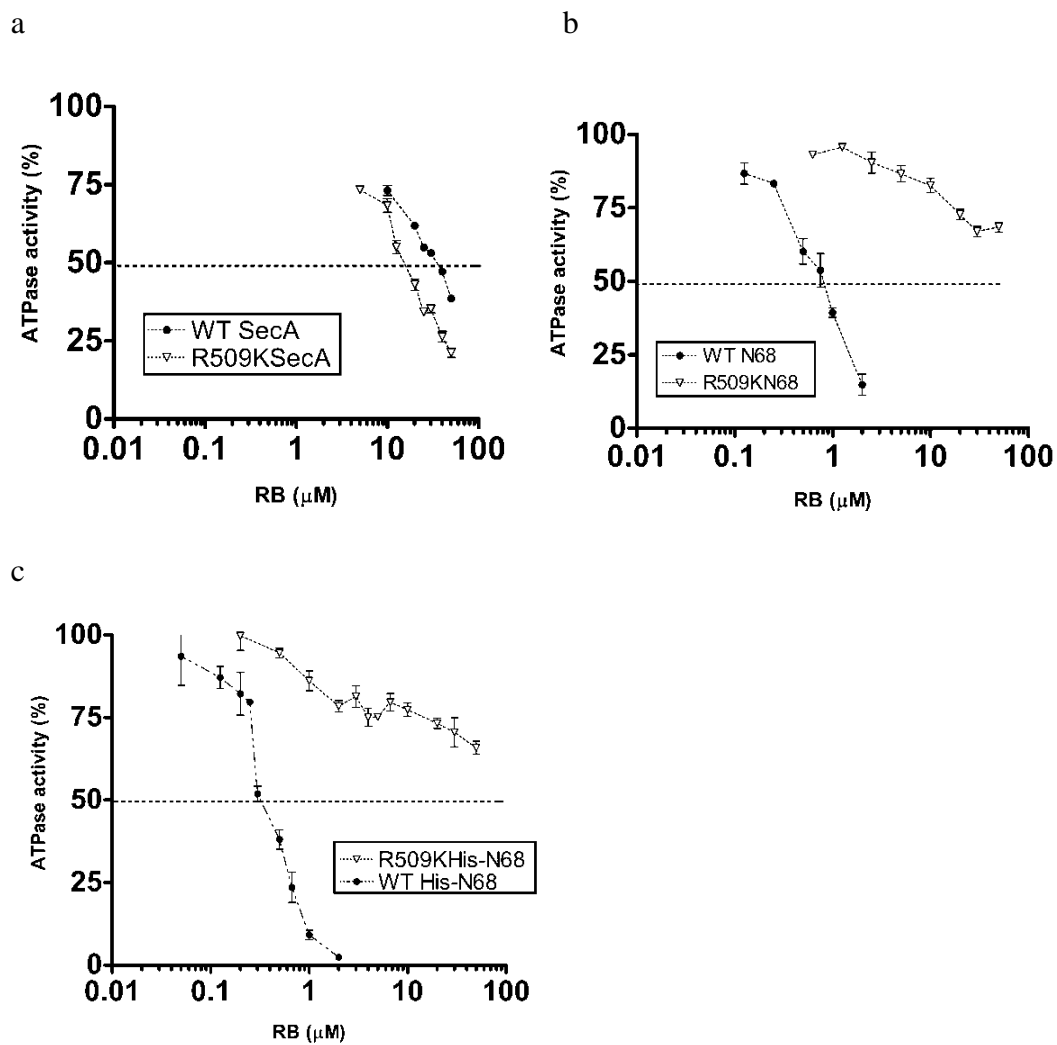 a
100
75
50
25
0
ATPase activity (%)
WT SecA
R509KSecA
0.01 0.1 1 10 100
RB (μM)
b
100
75
50
25
0
ATPase activity (%)
WT N68
R509KN68
0.01 0.1 1 10 100
RB (μM)
c
100
75
50
25
0
ATPase activity (%)
R509KHis-N68
WT His-N68
0.01 0.1 1 10 100
RB (μM)